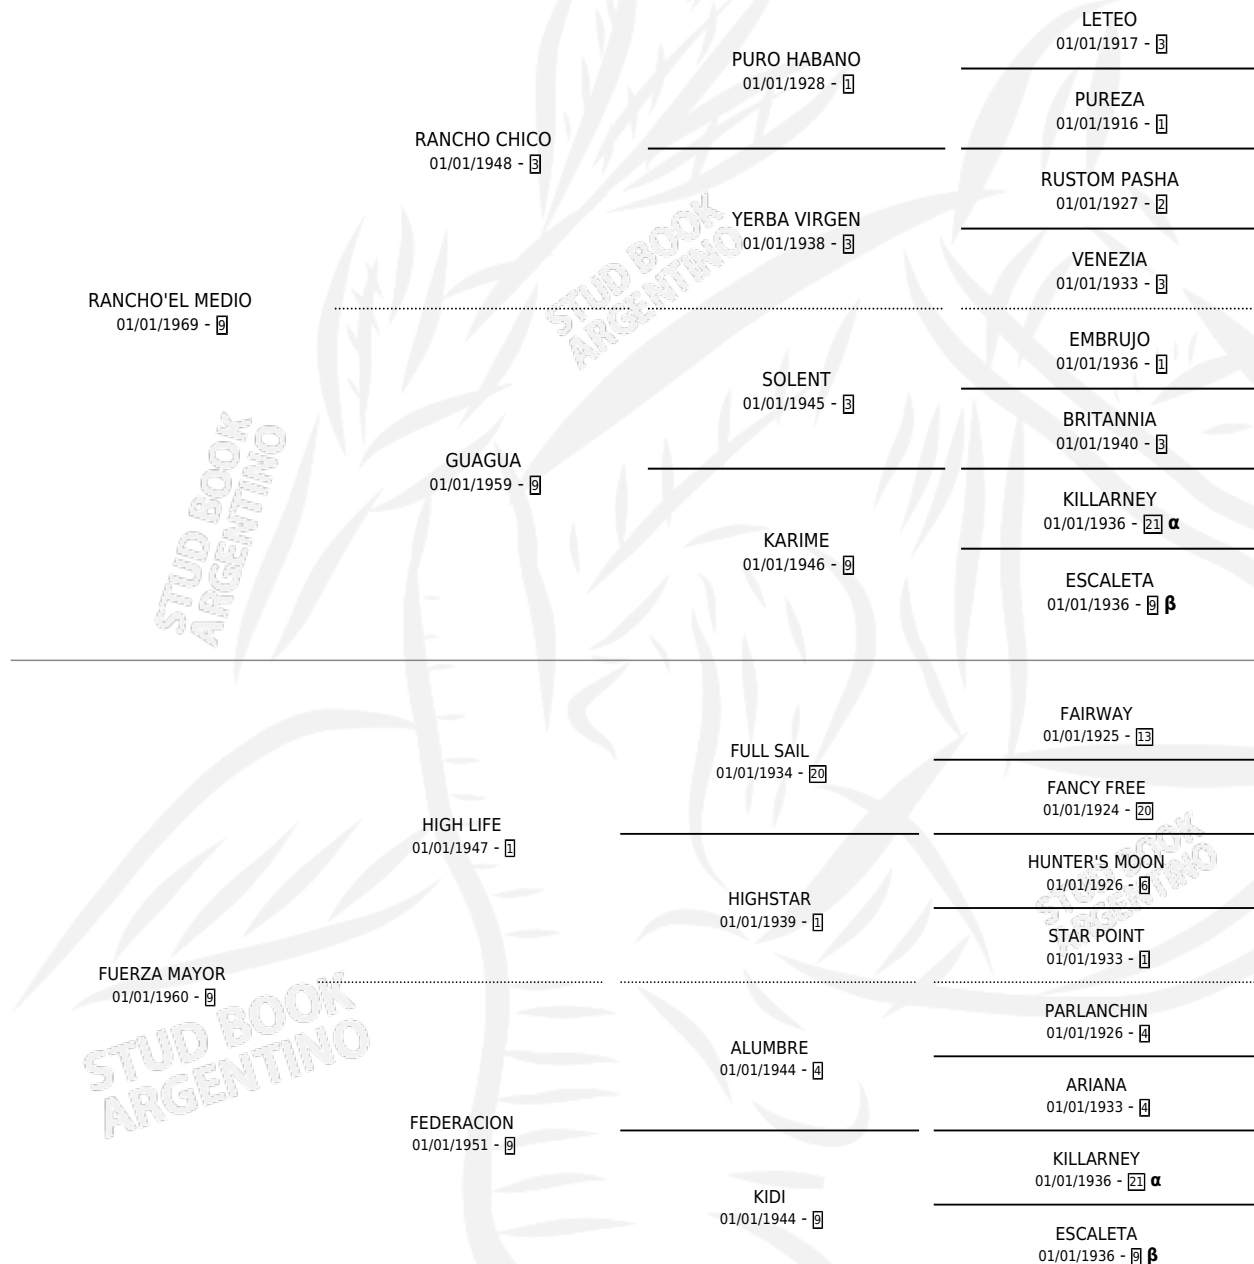 LETEO
01/01/1917 - 3
PURO HABANO
01/01/1928 - 1
PUREZA
01/01/1916 - 1
RANCHO CHICO
01/01/1948 - 3
RUSTOM PASHA
01/01/1927 - 2
YERBA VIRGEN
01/01/1938 - 3
VENEZIA
01/01/1933 - 3
RANCHO'EL MEDIO
01/01/1969 - 9
EMBRUJO
01/01/1936 - 1
SOLENT
01/01/1945 - 3
BRITANNIA
01/01/1940 - 3
GUAGUA
01/01/1959 - 9
KILLARNEY
01/01/1936 - 21 α
KARIME
01/01/1946 - 9
ESCALETA
01/01/1936 - 9 β
FAIRWAY
01/01/1925 - 13
FULL SAIL
01/01/1934 - 20
FANCY FREE
01/01/1924 - 20
HIGH LIFE
01/01/1947 - 1
HUNTER'S MOON
01/01/1926 - 6
HIGHSTAR
01/01/1939 - 1
STAR POINT
01/01/1933 - 1
FUERZA MAYOR
01/01/1960 - 9
PARLANCHIN
01/01/1926 - 4
ALUMBRE
01/01/1944 - 4
ARIANA
01/01/1933 - 4
FEDERACION
01/01/1951 - 9
KILLARNEY
01/01/1936 - 21 α
KIDI
01/01/1944 - 9
ESCALETA
01/01/1936 - 9 β
STUD BOOK
ARGENTINO
STUD BOOK
ARGENTINO
STUD BOOK
ARGENTINO
STUD BOOK
ARGENTINO